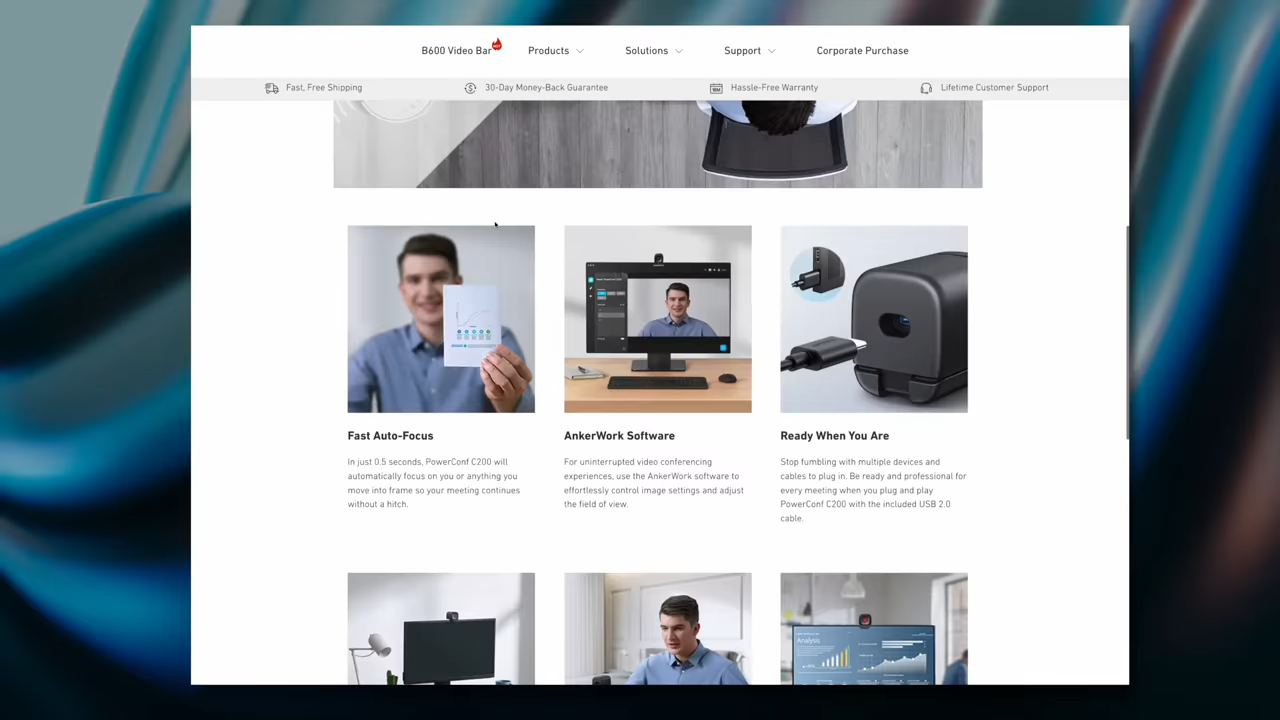 B600 Video Bar Products Solutions Support Corporate Purchase
Fast, Free Shipping 30-Day Money-Back Guarantee Hassle-Free Warranty Lifetime Customer Support
Fast Auto-Focus
In just 0.5 seconds, PowerConf C200 will
automatically focus on you or anything you
move into frame so your meeting continues
without a hitch.
AnkerWork Software
For uninterrupted video conferencing
experiences, use the AnkerWork software to
effortlessly control image settings and adjust
the field of view.
Ready When You Are
Stop fumbling with multiple devices and
cables to plug in. Be ready and professional for
every meeting when you plug and play
PowerConf C200 with the included USB 2.0
cable.
Analysis